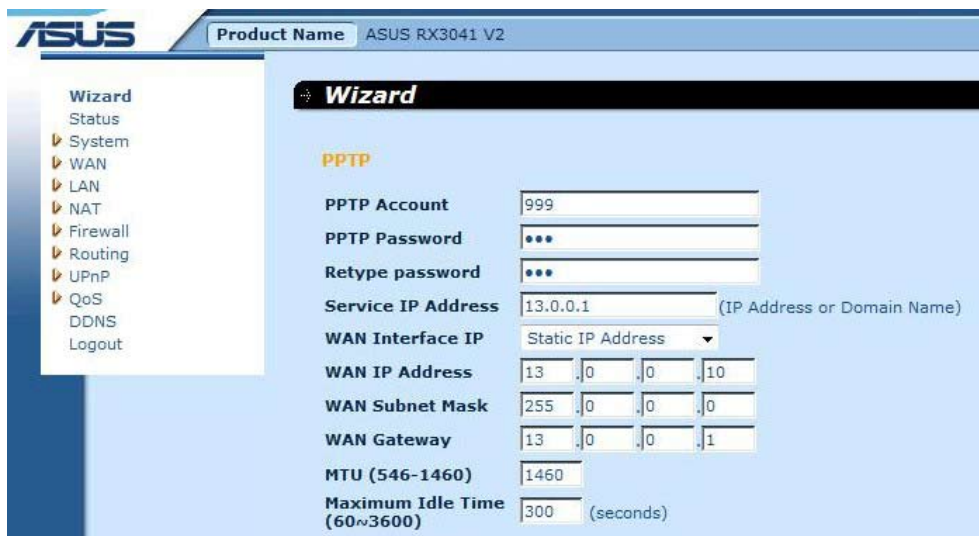 ASUS
Product Name ASUS RX3041 V2
Wizard
Status
System
WAN
LAN
NAT
Firewall
Routing
UPnP
QoS
DDNS
Logout
Wizard
PPTP
PPTP Account 999
PPTP Password •••
Retype password •••
Service IP Address 13.0.0.1 (IP Address or Domain Name)
WAN Interface IP Static IP Address
WAN IP Address 13 .0 .0 .10
WAN Subnet Mask 255 .0 .0 .0
WAN Gateway 13 .0 .0 .1
MTU (546-1460) 1460
Maximum Idle Time
(60~3600) 300 (seconds)